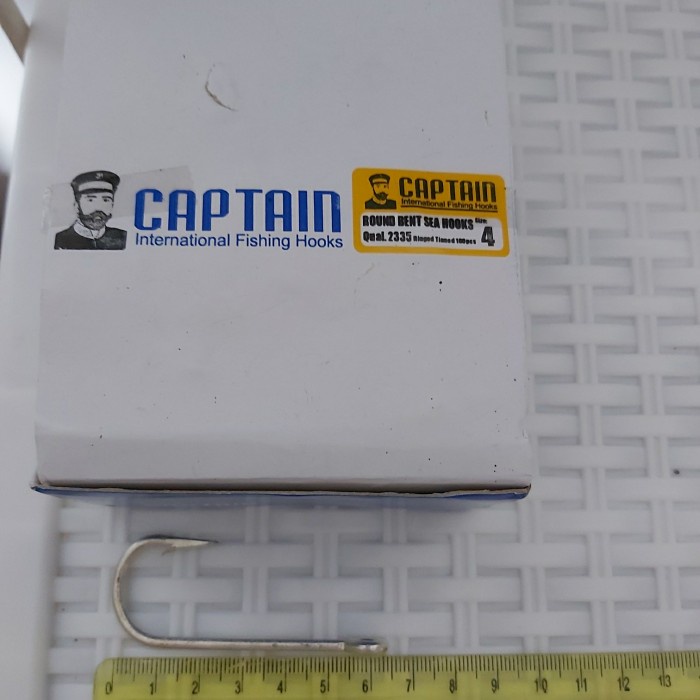 CAPTAIN
International Fishing Hooks
CAPTAIN
International Fishing Hooks
ROUND BENT SEA HOOKS Size
Qual. 2335 Ringed Tinned 100pcs 4
0 1 2 3 4 5 6 7 8 9 10 11 12 13